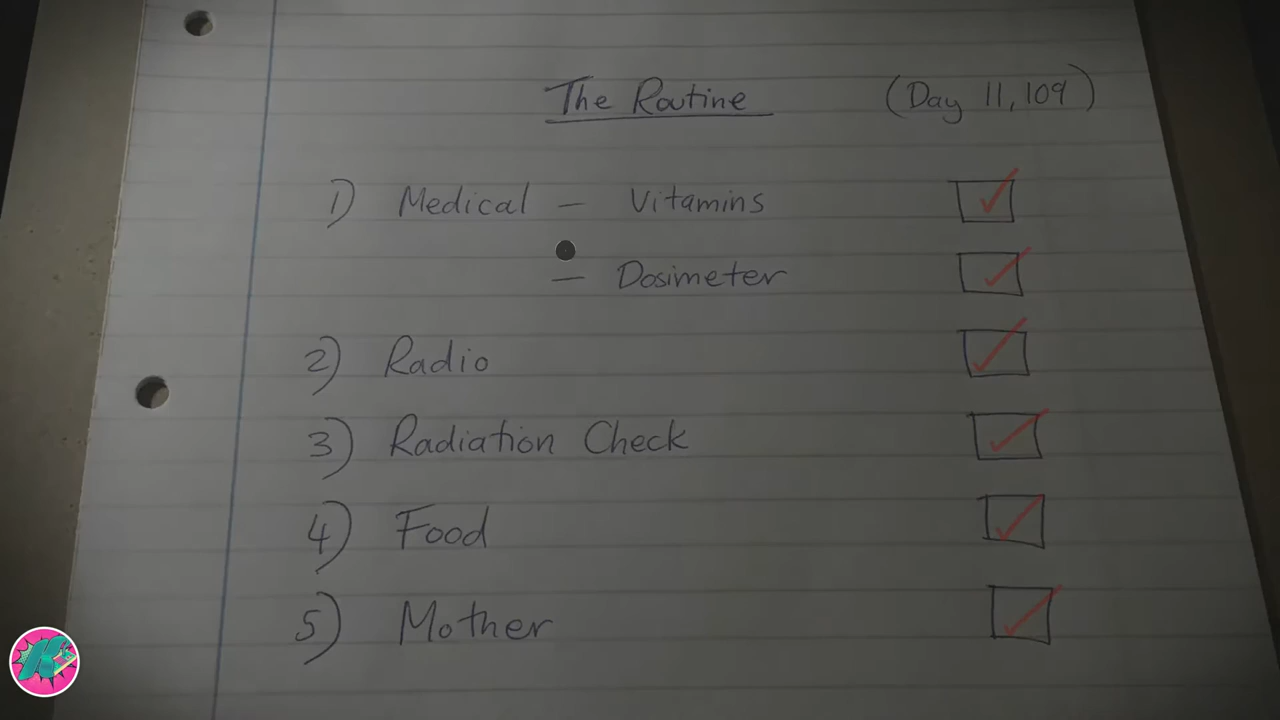 The Routine (Day 11,109)
1) Medical - Vitamins
- Dosimeter
2) Radio
3) Radiation Check
4) Food
5) Mother